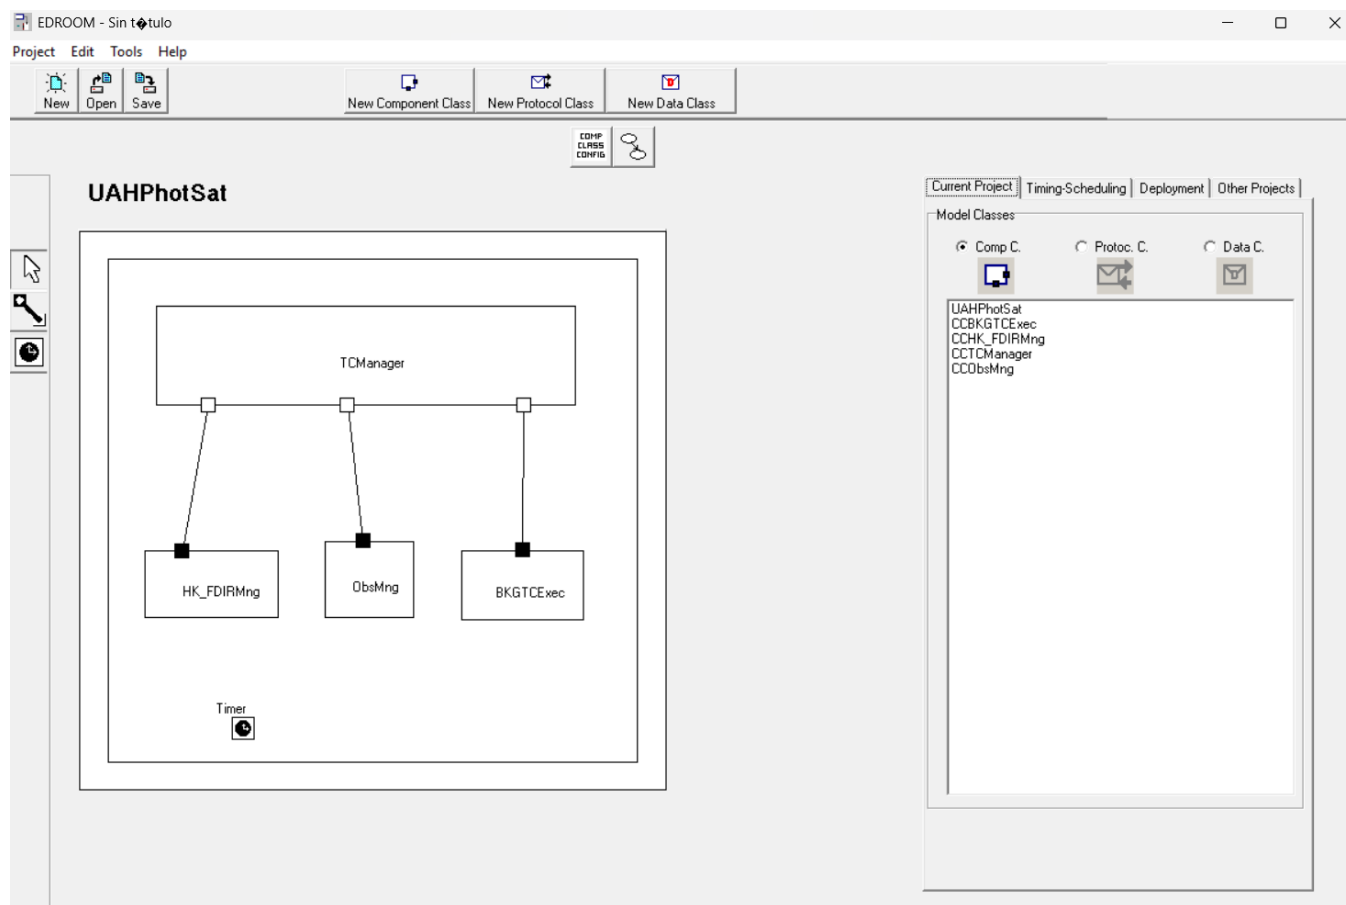 EDROOM - Sin t�tulo
Project Edit Tools Help
New Open Save New Component Class New Protocol Class New Data Class
COMP
CLASS
CONFIG
UAHPhotSat
TCManager
HK_FDIRMng
ObsMng
BKGTCExec
Timer
Current Project Timing-Scheduling Deployment Other Projects
Model Classes
Comp C. Protoc. C. Data C.
UAHPhotSat
CCBKGTCExec
CCHK_FDIRMng
CCTCManager
CCObsMng